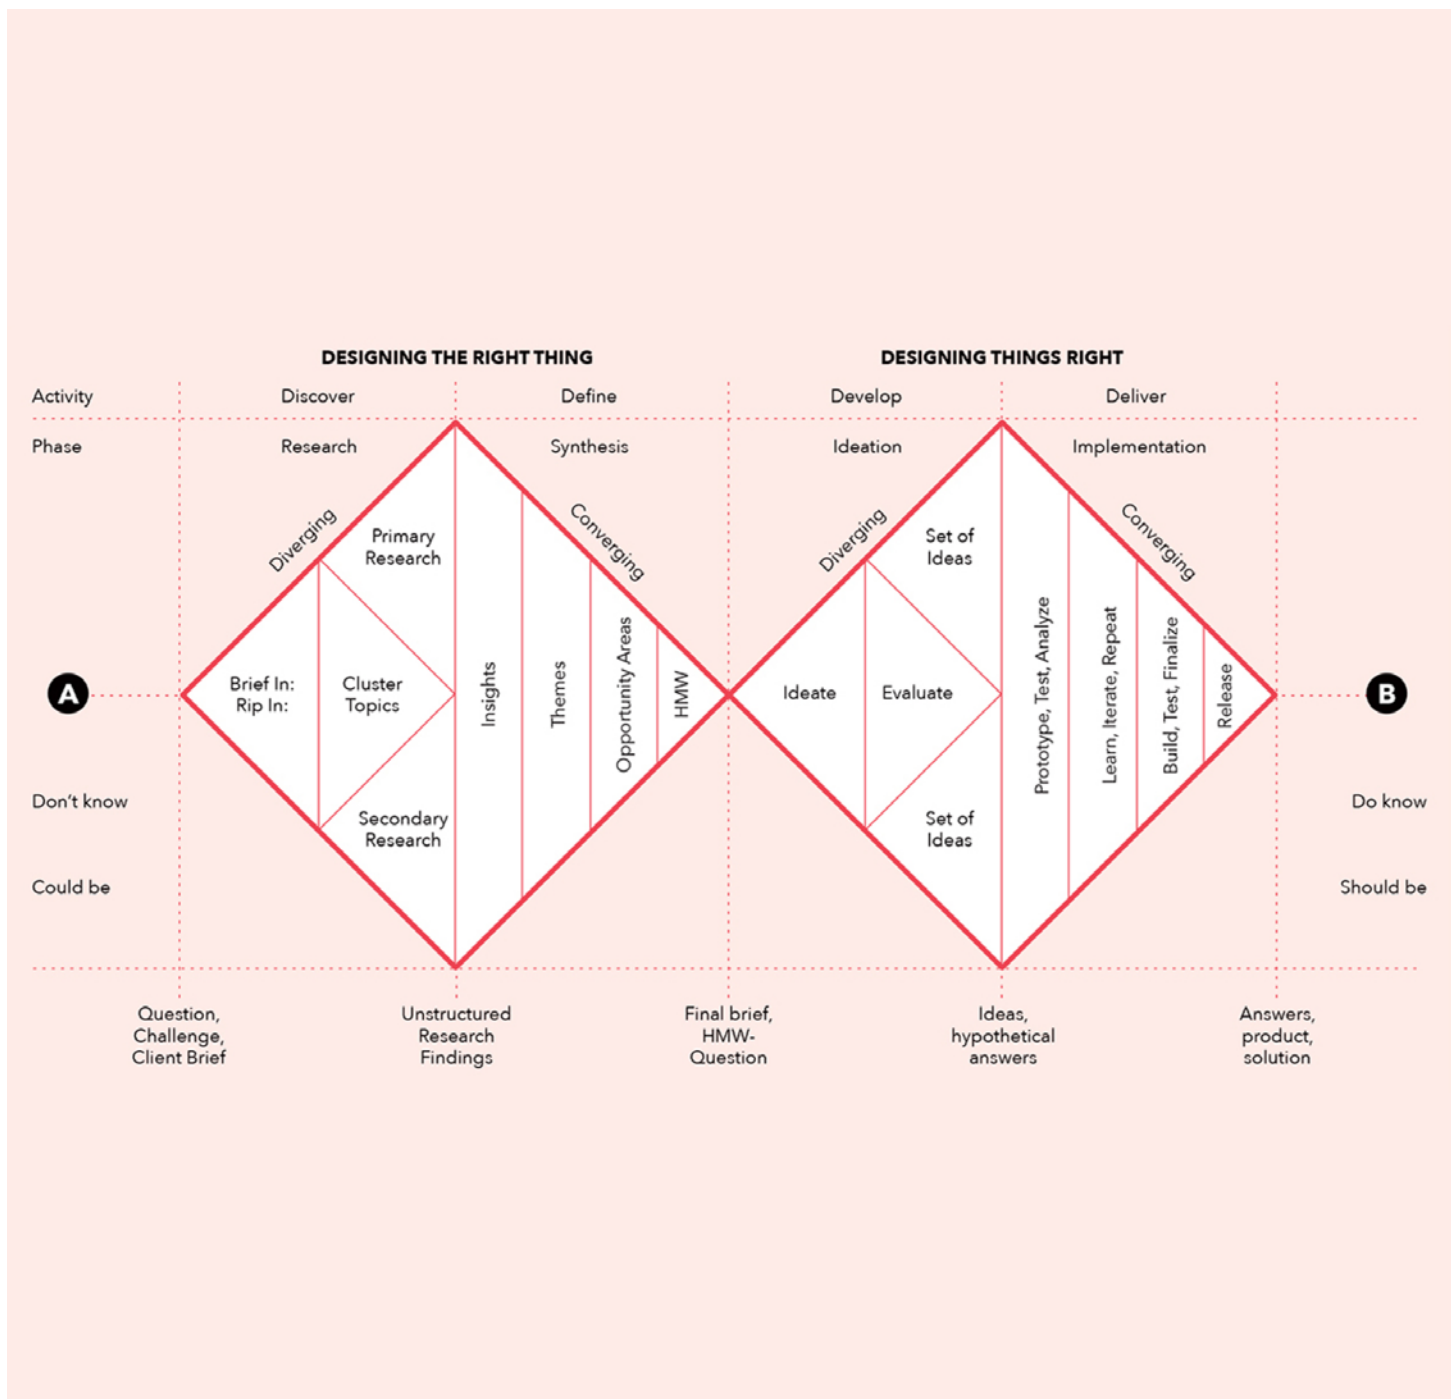 DESIGNING THE RIGHT THING
DESIGNING THINGS RIGHT
Activity
Discover
Define
Develop
Deliver
Phase
Research
Synthesis
Ideation
Implementation
Diverging
Converging
Diverging
Converging
Primary
Research
Set of
Ideas
A
Brief In:
Rip In:
Cluster
Topics
Insights
Themes
Opportunity Areas
HMW
Ideate
Evaluate
Prototype, Test, Analyze
Learn, Iterate, Repeat
Build, Test, Finalize
Release
B
Don't know
Do know
Secondary
Research
Set of
Ideas
Could be
Should be
Question,
Challenge,
Client Brief
Unstructured
Research
Findings
Final brief,
HMW-
Question
Ideas,
hypothetical
answers
Answers,
product,
solution